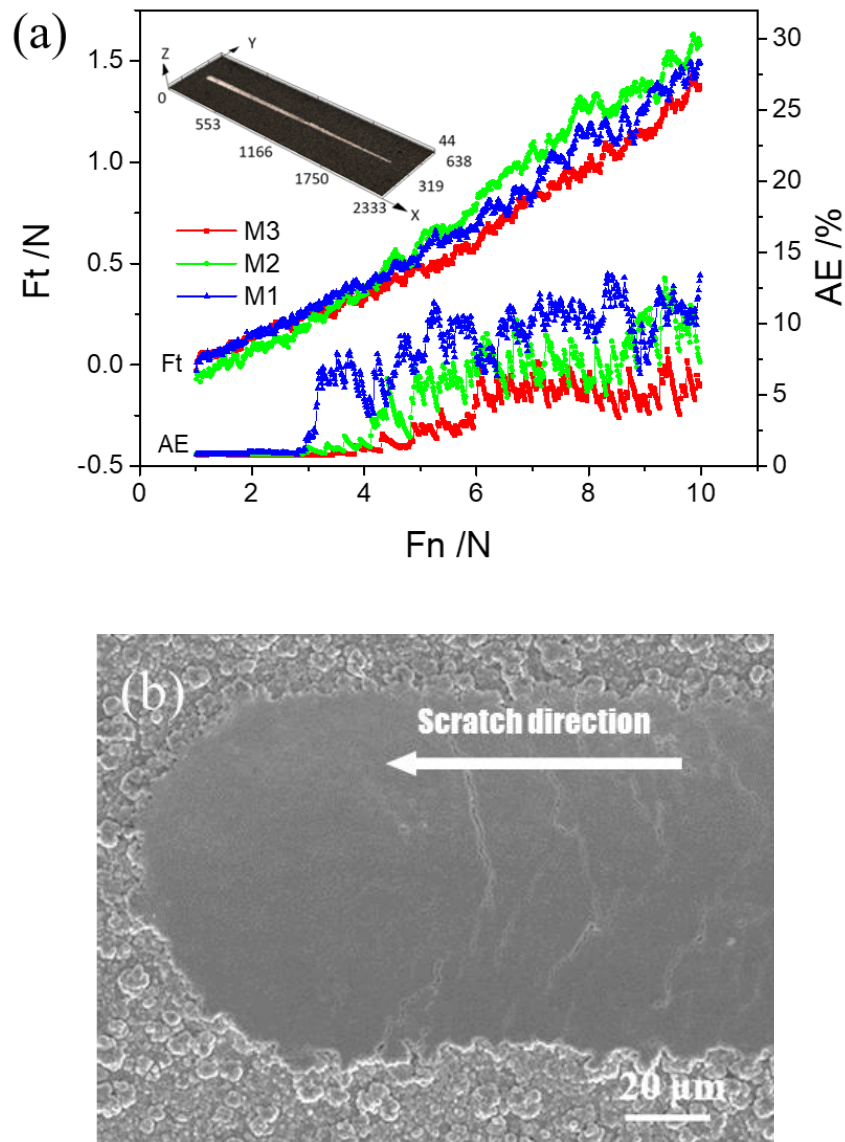 (a)
1.5
1.0
0.5
0.0
-0.5
Ft /N
30
25
20
15
10
5
0
AE /%
Z
Y
0
553
1166
1750
2333
X
44
638
319
M3
M2
M1
Ft
AE
0
2
4
6
8
10
Fn /N
(b)
Scratch direction
20 μm